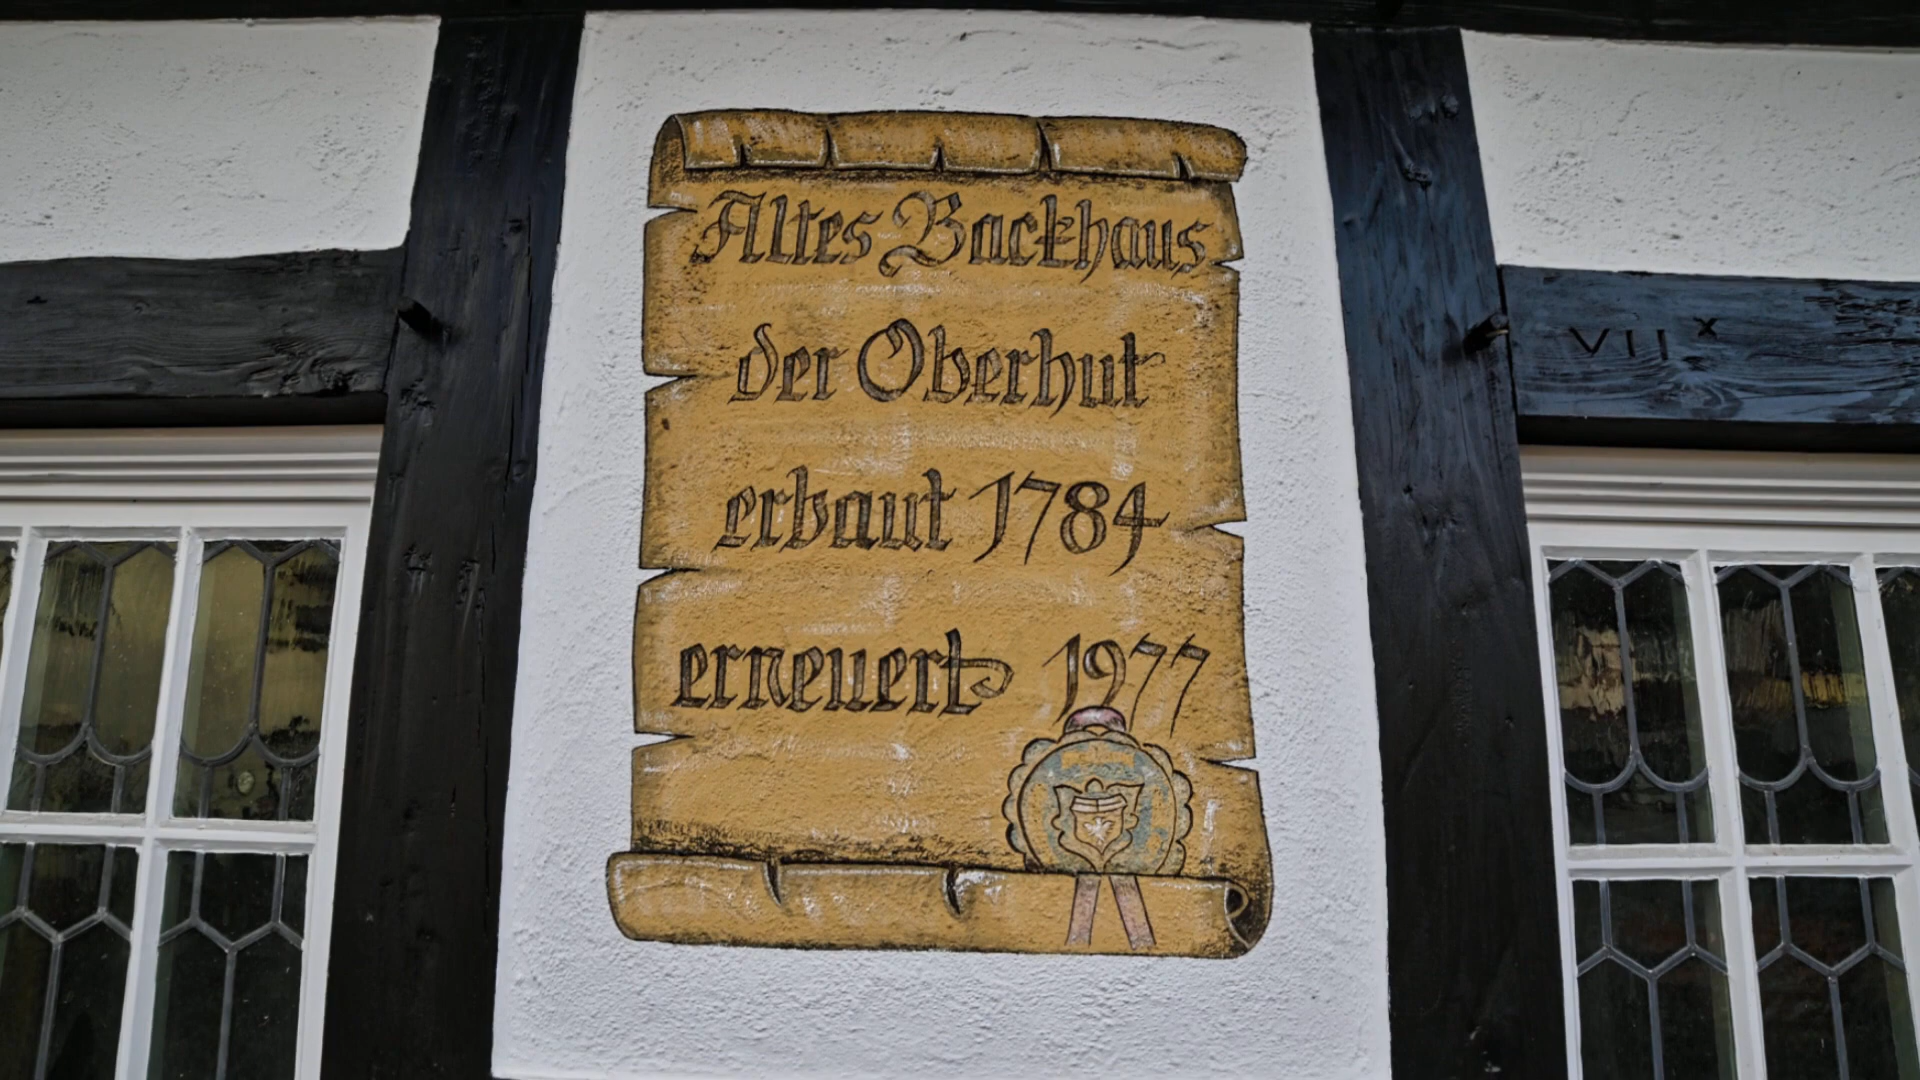 Altes Backhaus
der Oberhut
erbaut 1784
erneuert 1977
VII X